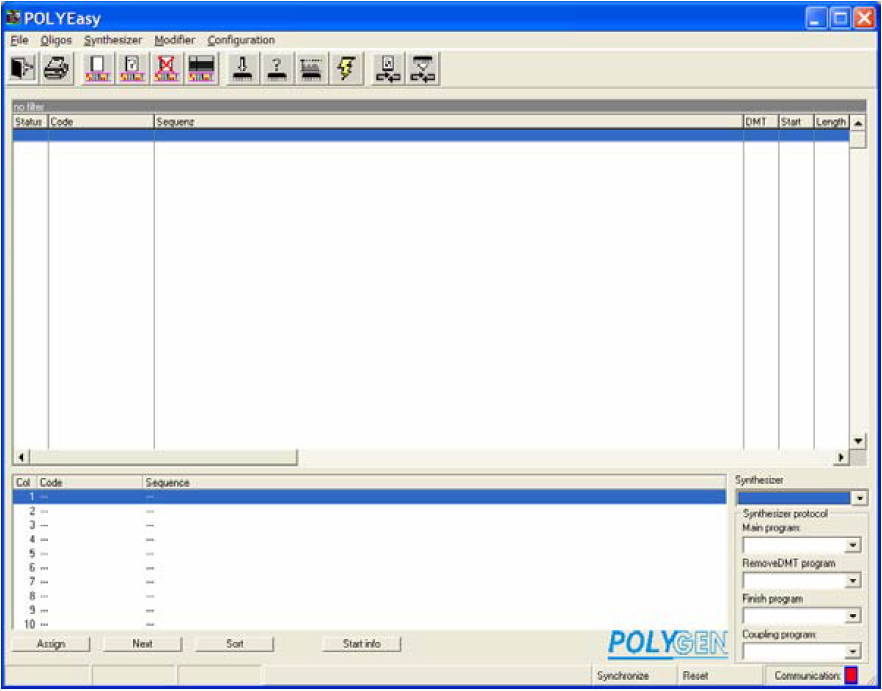 POLYEasy
File Oligos Synthesizer Modifier Configuration
no filter
Status Code Sequenz DMT Start Length
Col Code Sequence
1 --- ---
2 --- ---
3 --- ---
4 --- ---
5 --- ---
6 --- ---
7 --- ---
8 --- ---
9 --- ---
10 --- ---
Assign Next Sort Start info
POLYGEN
Synthesizer
Synthesizer protocol
Main program:
RemoveDMT program
Finish program
Coupling program:
Synchronize Reset Communication: